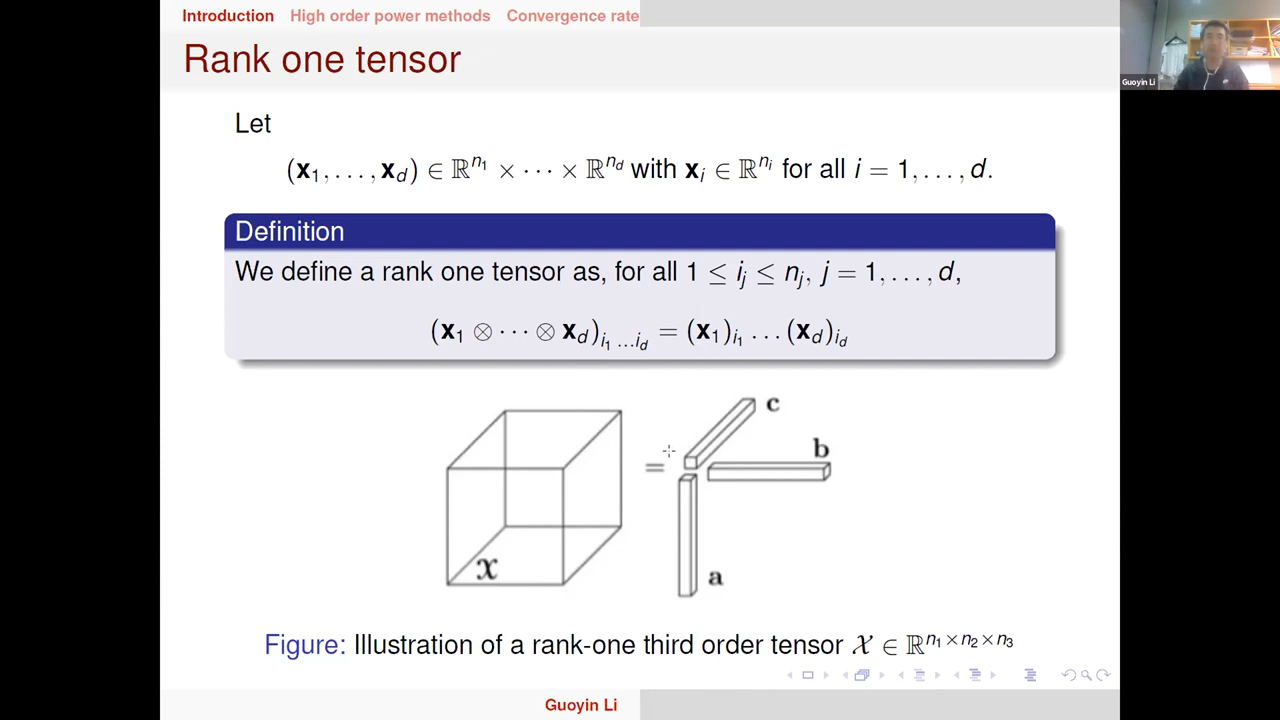 Introduction High order power methods Convergence rate
Rank one tensor
Guoyin Li
Let
(x₁, . . . , x_d) ∈ ℝ^{n₁} × · · · × ℝ^{n_d} with x_i ∈ ℝ^{n_i} for all i = 1, . . . , d.
Definition
We define a rank one tensor as, for all 1 ≤ i_j ≤ n_j, j = 1, . . . , d,
(x₁ ⊗ · · · ⊗ x_d)_{i₁ ...i_d} = (x₁)_{i₁} . . . (x_d)_{i_d}
c
=
b
𝒳
a
Figure: Illustration of a rank-one third order tensor 𝒳 ∈ ℝ^{n₁×n₂×n₃}
Guoyin Li